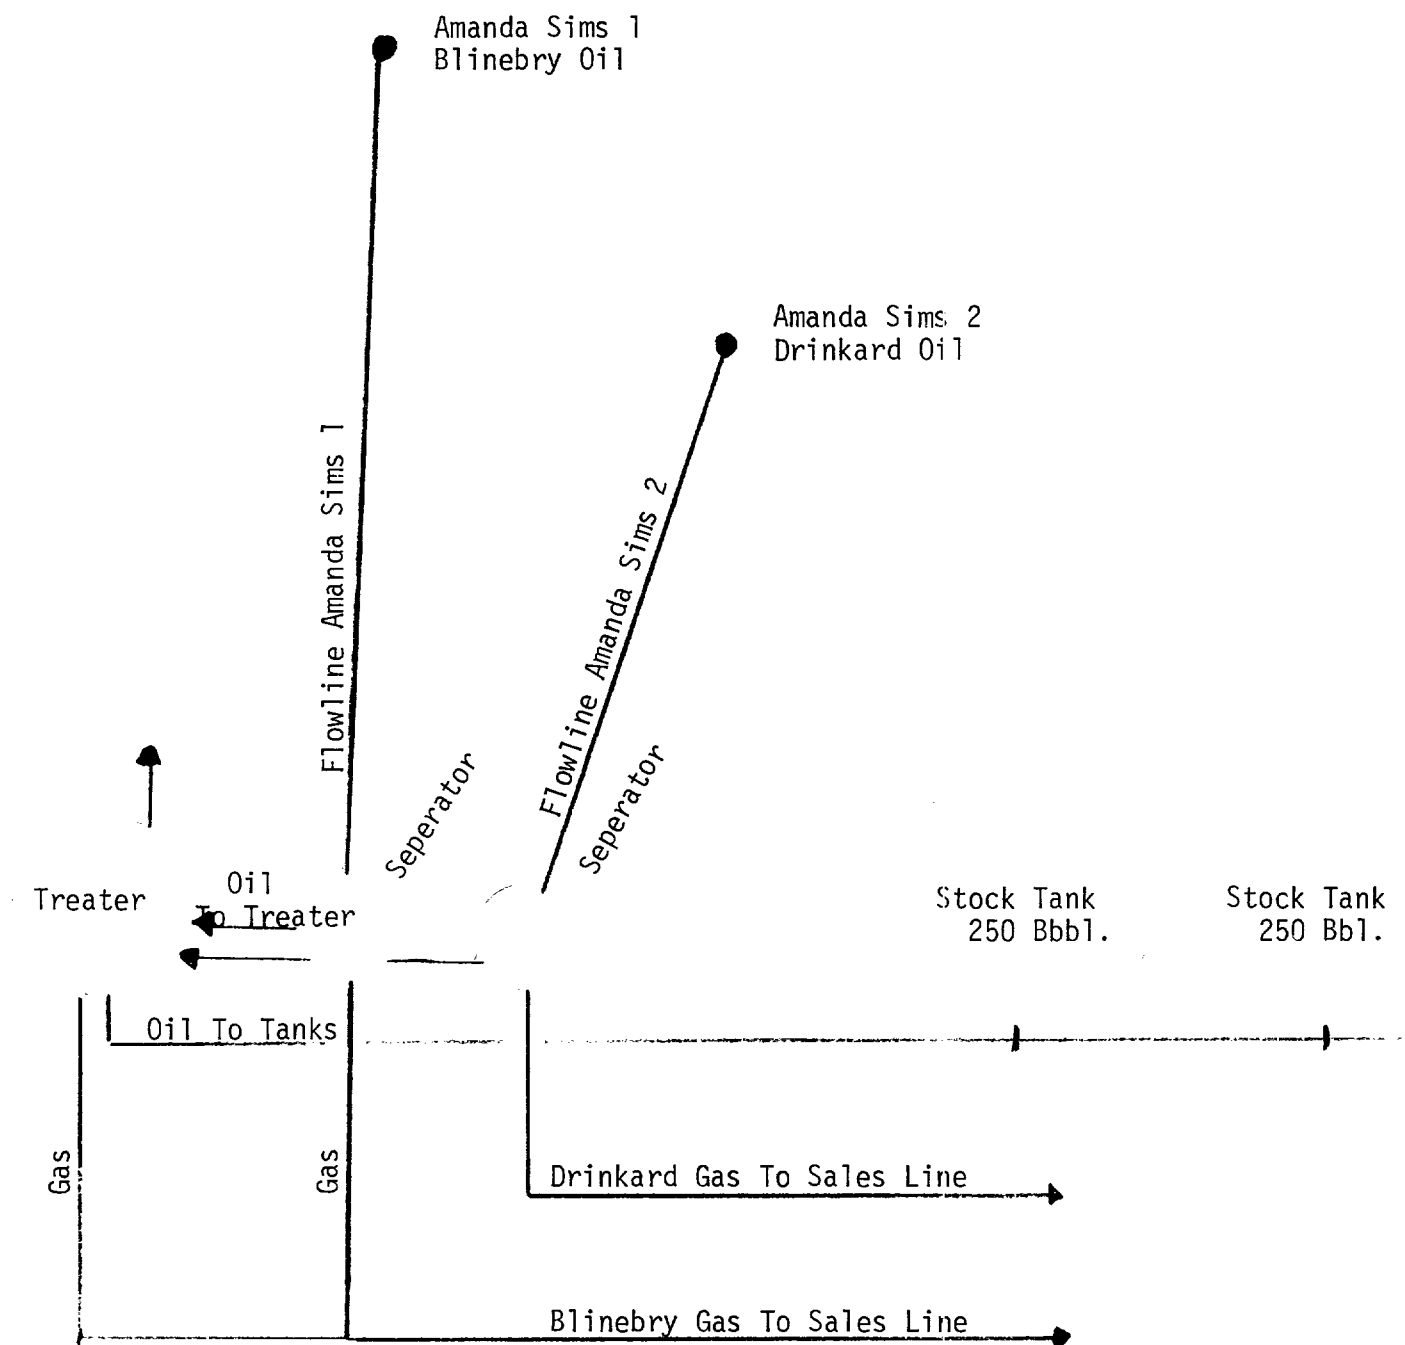 Amanda Sims 1
Blinebry Oil
Amanda Sims 2
Drinkard Oil
Flowline Amanda Sims 1
Flowline Amanda Sims 2
Seperator
Seperator
Treater
Oil
To Treater
Stock Tank
250 Bbbl.
Stock Tank
250 Bbl.
Oil To Tanks
Gas
Gas
Drinkard Gas To Sales Line
Blinebry Gas To Sales Line